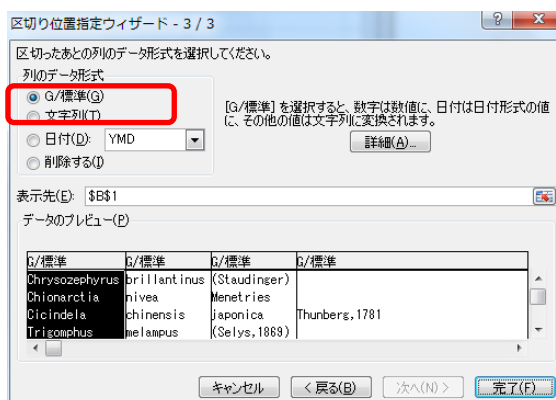 区切り位置指定ウィザード - 3 / 3
区切ったあとの列のデータ形式を選択してください。
列のデータ形式
G/標準(G)
文字列(T)
日付(D): YMD
削除する(I)
[G/標準] を選択すると、数字は数値に、日付は日付形式の値
に、その他の値は文字列に変換されます。
詳細(A)...
表示先(E): $B$1
データのプレビュー(P)
G/標準 G/標準 G/標準 G/標準
Chrysozephyrus brillantinus (Staudinger)
Chionarctia nivea Menetries
Cicindela chinensis japonica Thunberg,1781
Trigomphus melampus (Selys,1869)
キャンセル < 戻る(B) 次へ(N) > 完了(F)